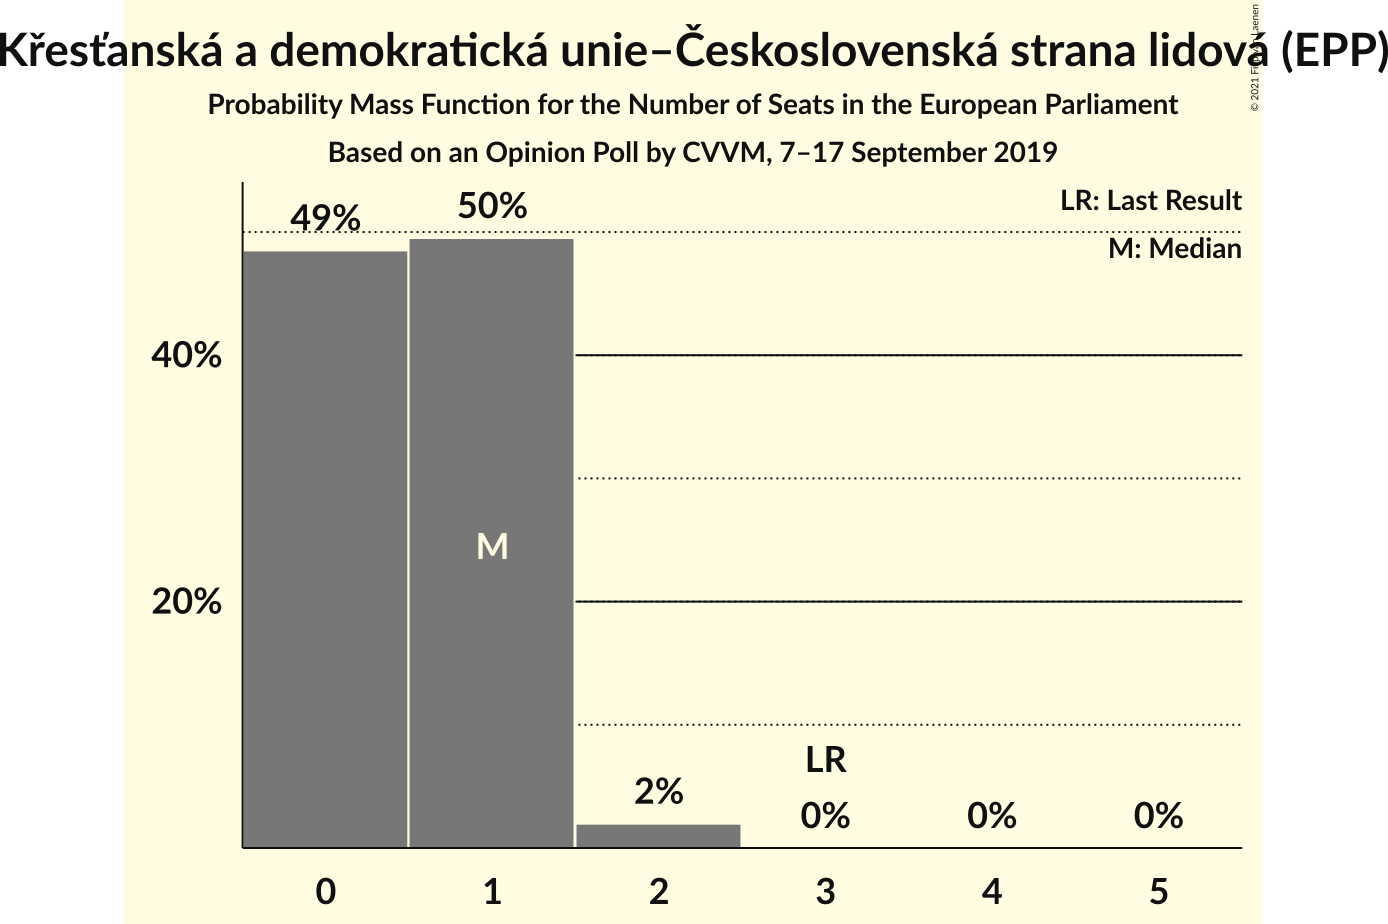 Křesťanská a demokratická unie–Československá strana lidová (EPP)
Probability Mass Function for the Number of Seats in the European Parliament
Based on an Opinion Poll by CVVM, 7–17 September 2019
© 2021 Laenen
LR: Last Result
M: Median
49%
50%
40%
M
20%
LR
2%
0%
0%
0%
0
1
2
3
4
5